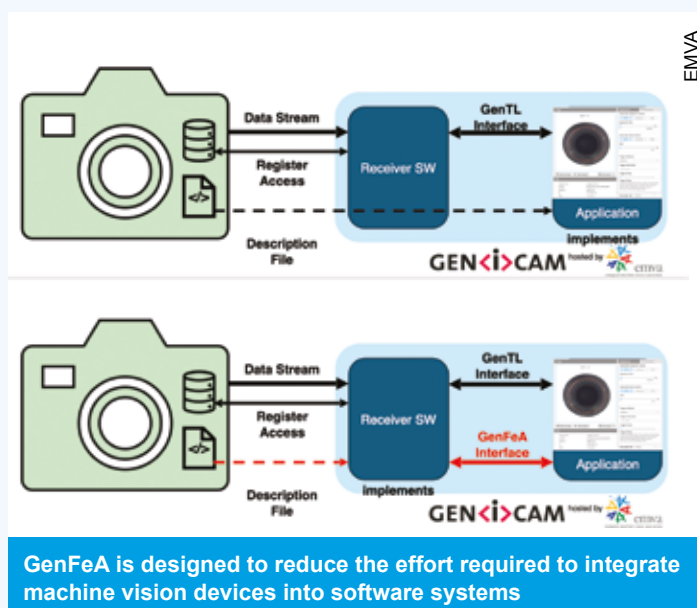 EMVA
Data Stream
Register
Access
Description
File
</>
Receiver SW
GenTL
Interface
Application
implements
GEN<i>CAM
hosted by
emva
Data Stream
Register
Access
Description
File
</>
Receiver SW
implements
GenTL
Interface
GenFeA
Interface
Application
GEN<i>CAM
hosted by
emva
GenFeA is designed to reduce the effort required to integrate
machine vision devices into software systems